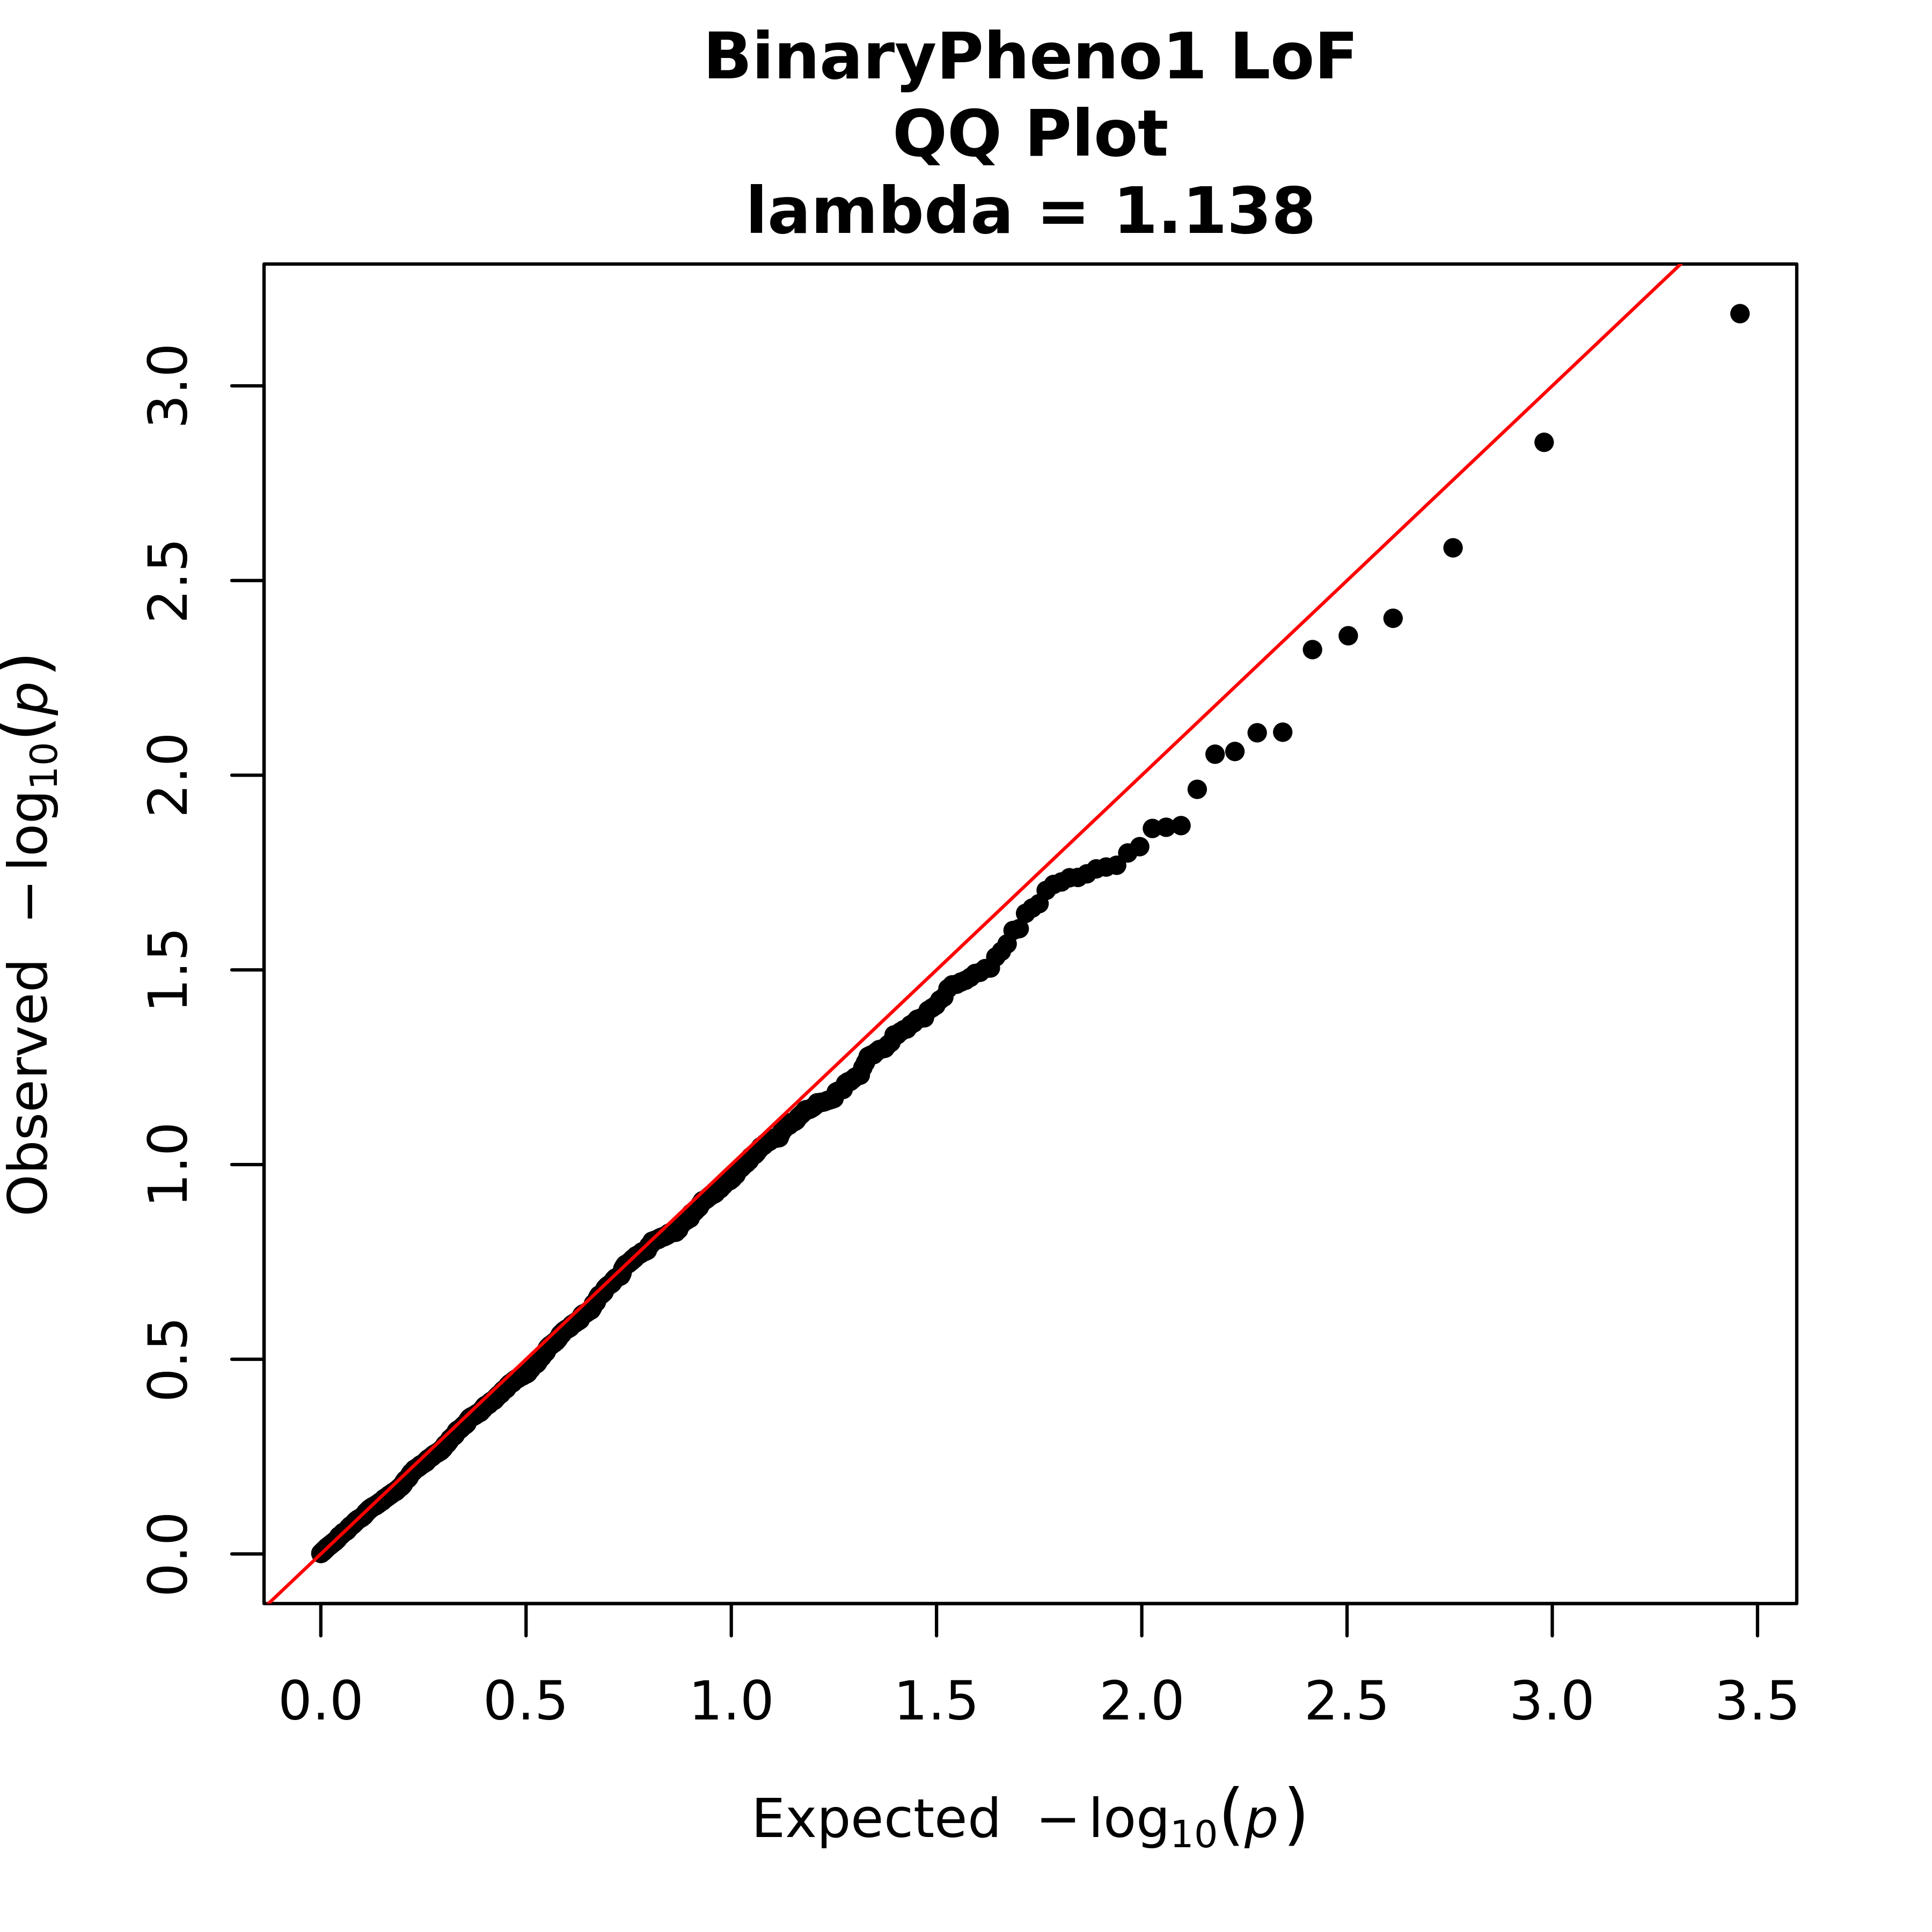 BinaryPheno1 LoF
QQ Plot
lambda = 1.138
Observed −log10(p)
3.0
2.5
2.0
1.5
1.0
0.5
0.0
0.0 0.5 1.0 1.5 2.0 2.5 3.0 3.5
Expected −log10(p)